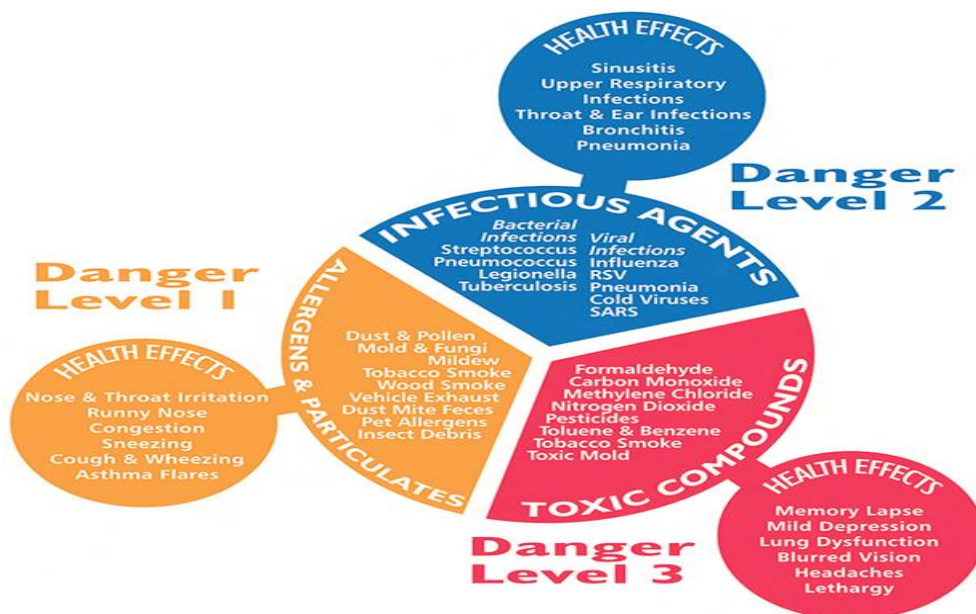 HEALTH EFFECTS
Sinusitis
Upper Respiratory
Infections
Throat & Ear Infections
Bronchitis
Pneumonia
Danger
Level 2
INFECTIOUS AGENTS
Bacterial
Infections
Streptococcus
Pneumococcus
Legionella
Tuberculosis
Viral
Infections
Influenza
RSV
Pneumonia
Cold Viruses
SARS
Danger
Level 1
ALLERGENS & PARTICULATES
Dust & Pollen
Mold & Fungi
Mildew
Tobacco Smoke
Wood Smoke
Vehicle Exhaust
Dust Mite Feces
Pet Allergens
Insect Debris
HEALTH EFFECTS
Nose & Throat Irritation
Runny Nose
Congestion
Sneezing
Cough & Wheezing
Asthma Flares
Formaldehyde
Carbon Monoxide
Methylene Chloride
Nitrogen Dioxide
Pesticides
Toluene & Benzene
Tobacco Smoke
Toxic Mold
TOXIC COMPOUNDS
Danger
Level 3
HEALTH EFFECTS
Memory Lapse
Mild Depression
Lung Dysfunction
Blurred Vision
Headaches
Lethargy